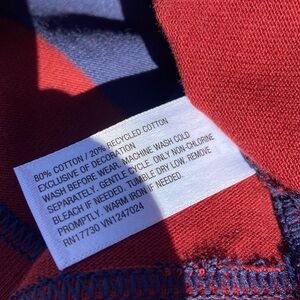 80% COTTON / 20% RECYCLED COTTON
EXCLUSIVE OF DECORATION
WASH BEFORE WEAR. MACHINE WASH COLD
SEPARATELY. GENTLE CYCLE. ONLY NON-CHLORINE
BLEACH IF NEEDED. TUMBLE DRY LOW. REMOVE
PROMPTLY. WARM IRON IF NEEDED.
RN17730 VN1247024